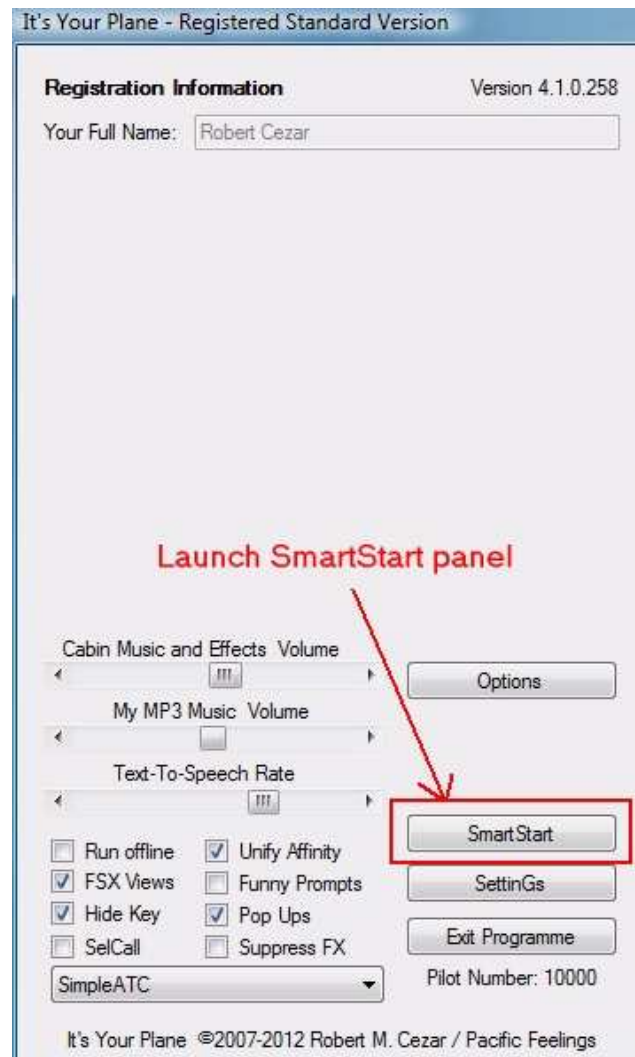 It's Your Plane - Registered Standard Version
Registration Information Version 4.1.0.258
Your Full Name: Robert Cezar
Launch SmartStart panel
Cabin Music and Effects Volume
Options
My MP3 Music Volume
Text-To-Speech Rate
SmartStart
Run offline Unify Affinity
FSX Views Funny Prompts
SettinGs
Hide Key Pop Ups
Exit Programme
SelCall Suppress FX
SimpleATC
Pilot Number: 10000
It's Your Plane ©2007-2012 Robert M. Cezar / Pacific Feelings